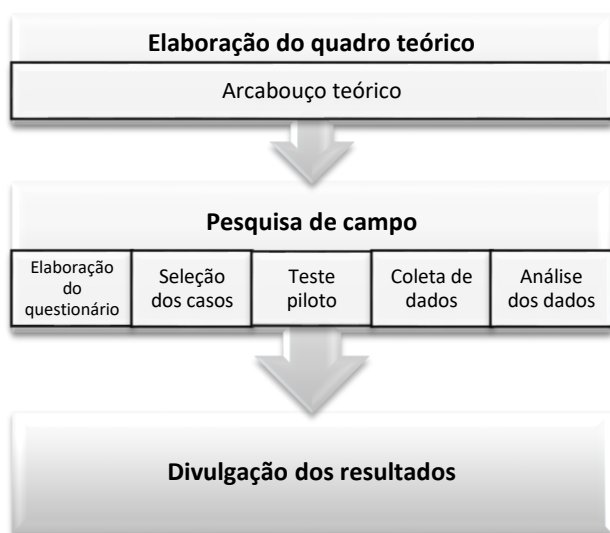 Elaboração do quadro teórico
Arcabouço teórico
Pesquisa de campo
Elaboração
do
questionário
Seleção
dos casos
Teste
piloto
Coleta de
dados
Análise
dos dados
Divulgação dos resultados